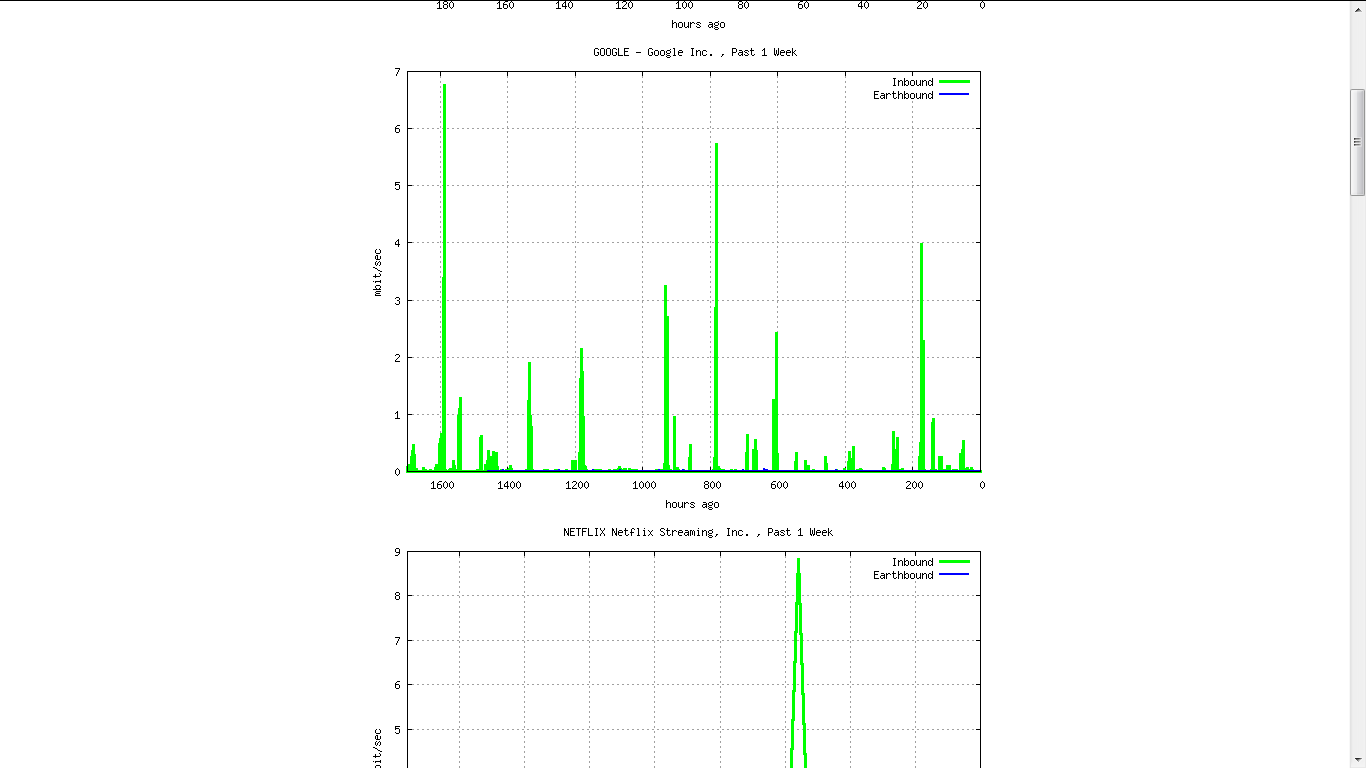 180 160 140 120 100 80 60 40 20 0
hours ago
GOOGLE - Google Inc. , Past 1 Week
7
Inbound
Earthbound
6
5
4
mbit/sec
3
2
1
0
1600 1400 1200 1000 800 600 400 200 0
hours ago
NETFLIX Netflix Streaming, Inc. , Past 1 Week
9
Inbound
Earthbound
8
7
6
5
bit/sec